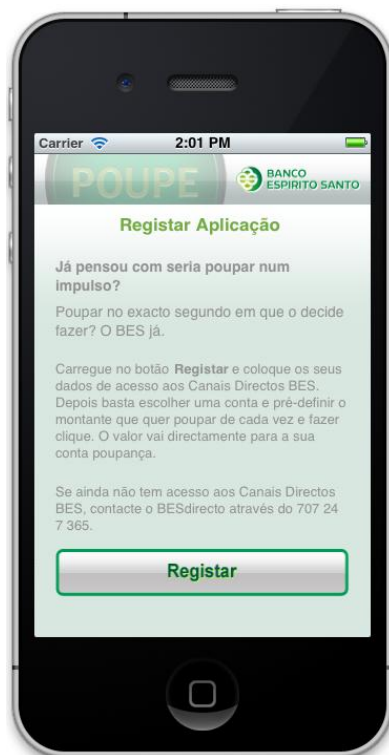 Carrier 2:01 PM
POUPE
BANCO
ESPIRITO SANTO
Registar Aplicação
Já pensou com seria poupar num
impulso?
Poupar no exacto segundo em que o decide
fazer? O BES já.
Carregue no botão Registar e coloque os seus
dados de acesso aos Canais Directos BES.
Depois basta escolher uma conta e pré-definir o
montante que quer poupar de cada vez e fazer
clique. O valor vai directamente para a sua
conta poupança.
Se ainda não tem acesso aos Canais Directos
BES, contacte o BESdirecto através do 707 24
7 365.
Registar